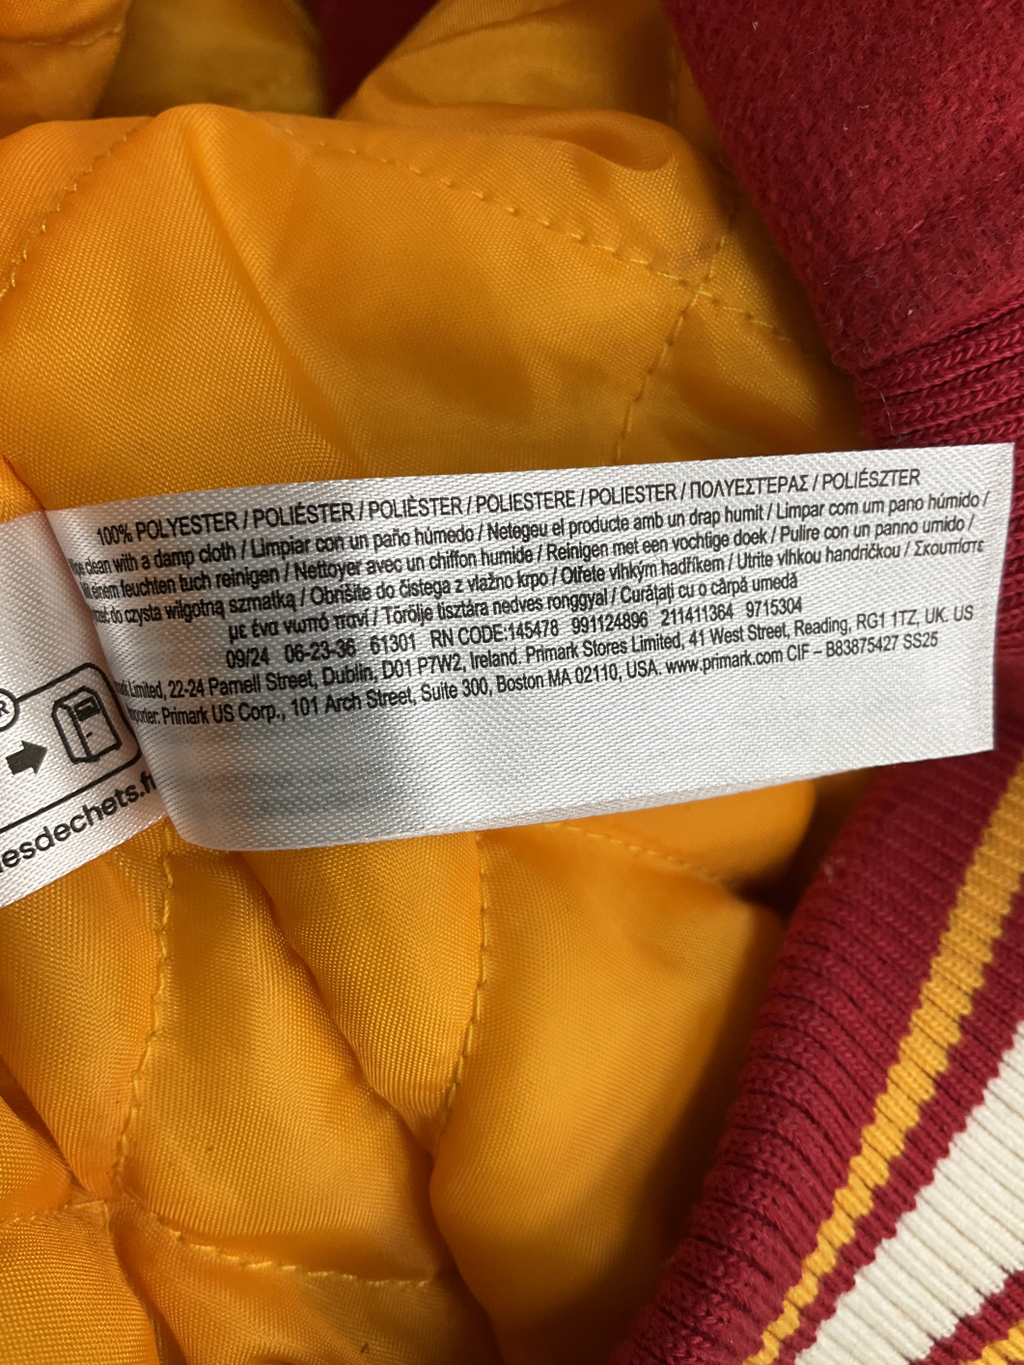 100% POLYESTER / POLIÉSTER / POLIÈSTER / POLIESTERE / POLIESTER / ΠΟΛΥΕΣΤΕΡΑΣ / POLIÉSZTER
clean with a damp cloth / Limpiar con un paño húmedo / Netegeu el producte amb un drap humit / Limpar com um pano húmido /
einem feuchten tuch reinigen / Nettoyer avec un chiffon humide / Reinigen met een vochtige doek / Pulire con un panno umido /
do czysta wilgotną szmatką / Obrišite do čistega z vlažno krpo / Otřete vlhkým hadříkem / Utrite vlhkou handričkou / Σκουπίστε
με ένα νωπό πανί / Törölje tisztára nedves ronggyal / Curătați cu o cârpă umedă
09/24 06-23-36 61301 RN CODE:145478 991124896 211411364 9715304
Limited, 22-24 Parnell Street, Dublin, D01 P7W2, Ireland. Primark Stores Limited, 41 West Street, Reading, RG1 1TZ, UK. US
Primark US Corp., 101 Arch Street, Suite 300, Boston MA 02110, USA. www.primark.com CIF – B83875427 SS25
R